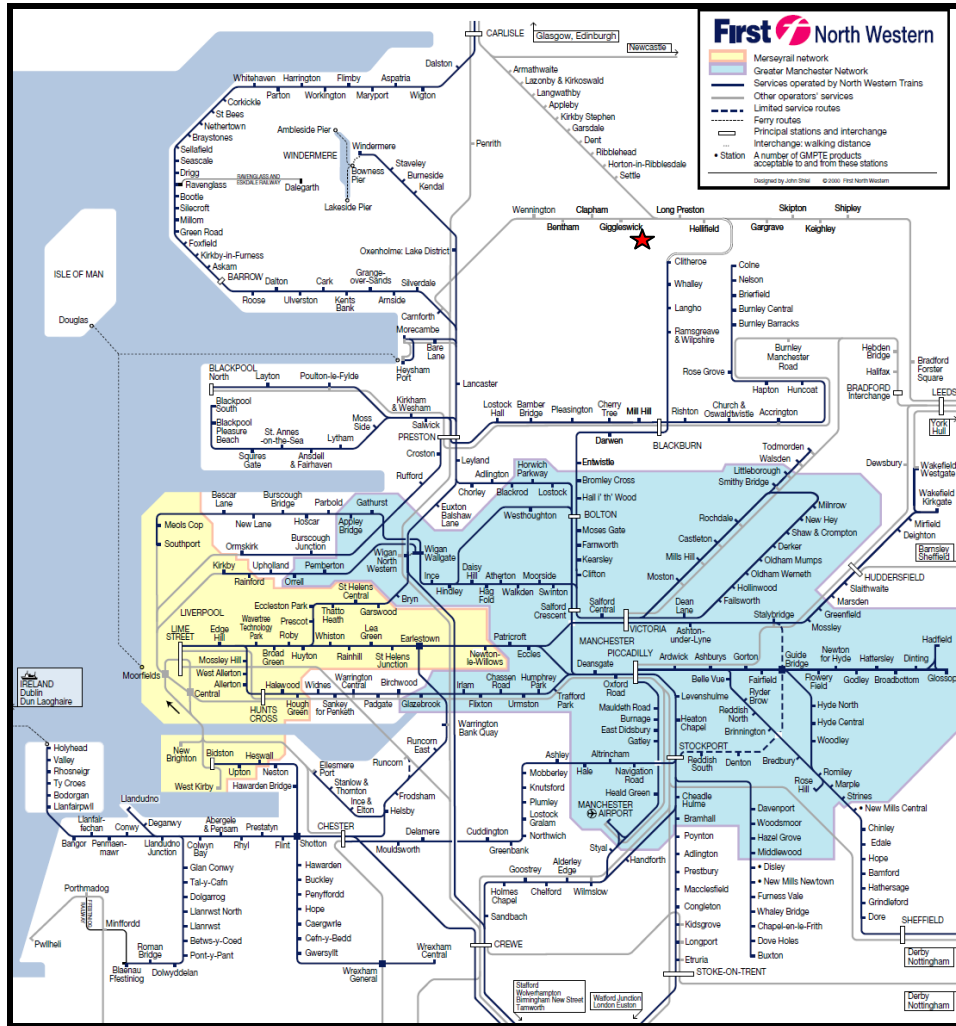 First North Western
Merseyrail network
Greater Manchester Network
Services operated by North Western Trains
Other operators' services
Limited service routes
Ferry routes
Principal stations and interchange
Interchange: walking distance
• Station A number of GMPTE products
acceptable to and from these stations
Designed by John Shiel © 2000 First North Western
CARLISLE
Glasgow, Edinburgh
Newcastle
Dalston
Whitehaven
Harrington
Flimby
Aspatria
Parton
Workington
Maryport
Wigton
Corkickle
St Bees
Nethertown
Braystones
Sellafield
Seascale
Drigg
Ravenglass
Bootle
Silecroft
Millom
Green Road
Foxfield
Kirkby-in-Furness
Askam
BARROW
RAVENGLASS AND
ESKDALE RAILWAY
Dalegarth
Ambleside Pier
WINDERMERE
Windermere
Bowness
Pier
Lakeside Pier
Staveley
Burneside
Kendal
Oxenholme: Lake District
Penrith
Armathwaite
Lazonby & Kirkoswald
Langwathby
Appleby
Kirkby Stephen
Garsdale
Dent
Ribblehead
Horton-in-Ribblesdale
Settle
Wennington
Clapham
Long Preston
Skipton
Shipley
Bentham
Giggleswick
Hellifield
Gargrave
Keighley
ISLE OF MAN
Douglas
Roose
Dalton
Ulverston
Cark
Kents
Bank
Grange-
over-Sands
Arnside
Silverdale
Carnforth
Morecambe
Bare
Lane
Heysham
Port
Lancaster
Clitheroe
Whalley
Langho
Ramsgreave
& Wilpshire
Colne
Nelson
Brierfield
Burnley Central
Burnley Barracks
Rose Grove
Burnley
Manchester
Road
Hebden
Bridge
Halifax
BRADFORD
INTERCHANGE
Bradford
Forster
Square
LEEDS
York
Hull
Hapton
Huncoat
BLACKPOOL
NORTH
Layton
Poulton-le-Fylde
Blackpool
South
Blackpool
Pleasure
Beach
Squires
Gate
St. Annes
-on-the-Sea
Ansdell
& Fairhaven
Lytham
Moss
Side
Kirkham
& Wesham
Salwick
PRESTON
Lostock
Hall
Bamber
Bridge
Pleasington
Cherry
Tree
Mill Hill
BLACKBURN
Rishton
Church &
Oswaldtwistle
Accrington
Croston
Rufford
Leyland
Euxton
Balshaw
Lane
Chorley
Adlington
Blackrod
Horwich
Parkway
Lostock
Westhoughton
Darwen
Entwistle
Bromley Cross
Hall i' th' Wood
BOLTON
Moses Gate
Farnworth
Kearsley
Clifton
Todmorden
Walsden
Littleborough
Smithy Bridge
Rochdale
Castleton
Mills Hill
Moston
Milnrow
New Hey
Shaw & Crompton
Derker
Oldham Mumps
Oldham Werneth
Hollinwood
Failsworth
Dean
Lane
Dewsbury
Wakefield
Westgate
Wakefield
Kirkgate
Mirfield
Deighton
Barnsley
Sheffield
HUDDERSFIELD
Slaithwaite
Marsden
Greenfield
Mossley
Stalybridge
Ashton-
under-Lyne
Meols Cop
Southport
Bescar
Lane
New Lane
Burscough
Bridge
Hoscar
Parbold
Appley
Bridge
Gathurst
Ormskirk
Burscough
Junction
Kirkby
Rainford
Upholland
Orrell
Pemberton
Wigan
North
Western
Wigan
Wallgate
Ince
Hindley
Daisy
Hill
Hag
Fold
Atherton
Walkden
Moorside
Swinton
Salford
Crescent
Salford
Central
VICTORIA
MANCHESTER
PICCADILLY
Deansgate
Oxford
Road
LIVERPOOL
LIME
STREET
Moorfields
Central
Edge
Hill
Wavertree
Technology
Park
Broad
Green
Roby
Huyton
Prescot
Eccleston Park
Thatto
Heath
St Helens
Central
Garswood
Bryn
Whiston
Rainhill
Lea
Green
St Helens
Junction
Earlestown
Newton-
le-Willows
Patricroft
Eccles
Mossley Hill
West Allerton
Allerton
HUNTS
CROSS
Halewood
Hough
Green
Widnes
Sankey
for Penketh
Warrington
Central
Padgate
Birchwood
Glazebrook
Irlam
Flixton
Chassen
Road
Urmston
Humphrey
Park
Trafford
Park
Warrington
Bank Quay
Runcorn
East
Runcorn
Frodsham
Helsby
IRELAND
Dublin
Dun Laoghaire
Holyhead
Valley
Rhosneigr
Ty Croes
Bodorgan
Llanfairpwll
New
Brighton
Bidston
Upton
Heswall
Neston
West Kirby
Hawarden Bridge
Ellesmere
Port
Stanlow &
Thornton
Ince &
Elton
Ardwick
Ashburys
Gorton
Guide
Bridge
Newton
for Hyde
Hattersley
Dinting
Hadfield
Belle Vue
Fairfield
Flowery
Field
Godley
Broadbottom
Glossop
Ryder
Brow
Reddish
North
Brinnington
Bredbury
Hyde North
Hyde Central
Woodley
Romiley
Rose
Hill
Marple
Strines
• New Mills Central
Chinley
Edale
Hope
Bamford
Hathersage
Grindleford
Dore
SHEFFIELD
Derby
Nottingham
Derby
Nottingham
Mauldeth Road
Burnage
East Didsbury
Gatley
Heald Green
MANCHESTER
AIRPORT
Styal
Handforth
Levenshulme
Heaton
Chapel
STOCKPORT
Reddish
South
Denton
Cheadle
Hulme
Bramhall
Poynton
Adlington
Prestbury
Macclesfield
Congleton
Kidsgrove
Longport
Etruria
STOKE-ON-TRENT
Davenport
Woodsmoor
Hazel Grove
Middlewood
• Disley
• New Mills Newtown
Furness Vale
Whaley Bridge
Chapel-en-le-Frith
Dove Holes
Buxton
Ashley
Altrincham
Hale
Navigation
Road
Mobberley
Knutsford
Plumley
Lostock
Gralam
Northwich
Greenbank
Cuddington
Delamere
Mouldsworth
CHESTER
Goostrey
Alderley
Edge
Holmes
Chapel
Chelford
Wilmslow
Sandbach
CREWE
Stafford
Wolverhampton
Birmingham New Street
Tamworth
Watford Junction
London Euston
Llandudno
Llanfair-
fechan
Conwy
Deganwy
Bangor
Penmaen-
mawr
Llandudno
Junction
Abergele
& Pensarn
Colwyn
Bay
Rhyl
Prestatyn
Flint
Shotton
Glan Conwy
Tal-y-Cafn
Dolgarrog
Llanrwst North
Llanrwst
Betws-y-Coed
Pont-y-Pant
Dolwyddelan
Roman
Bridge
Blaenau
Ffestiniog
Porthmadog
Minffordd
Pwllheli
Hawarden
Buckley
Penyffordd
Hope
Caergwrle
Cefn-y-Bedd
Gwersyllt
Wrexham
General
Wrexham
Central